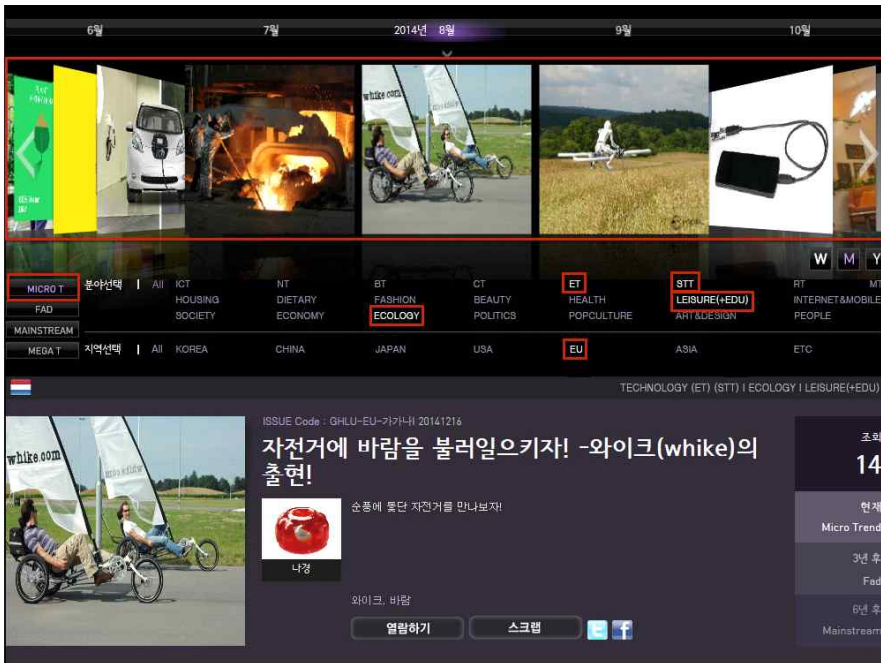 6월 7월 2014년 8월 9월 10월
whike.com
W M Y
MICRO T 분야선택 | All ICT NT BT CT ET STT RT MT
HOUSING DIETARY FASHION BEAUTY HEALTH LEISURE(+EDU) INTERNET&MOBILE
FAD
SOCIETY ECONOMY ECOLOGY POLITICS POPCULTURE ART&DESIGN PEOPLE
MAINSTREAM
MEGA T 지역선택 | All KOREA CHINA JAPAN USA EU ASIA ETC
TECHNOLOGY (ET) (STT) I ECOLOGY I LEISURE(+EDU)
ISSUE Code : GHLU-EU-가가나 20141216
자전거에 바람을 불러일으키자! -와이크(whike)의
출현!
whike.com
순풍에 돛단 자전거를 만나보자!
나경
와이크, 바람
열람하기 스크랩
조회
14
현재
Micro Trend
3년 후
Fad
6년 후
Mainstream